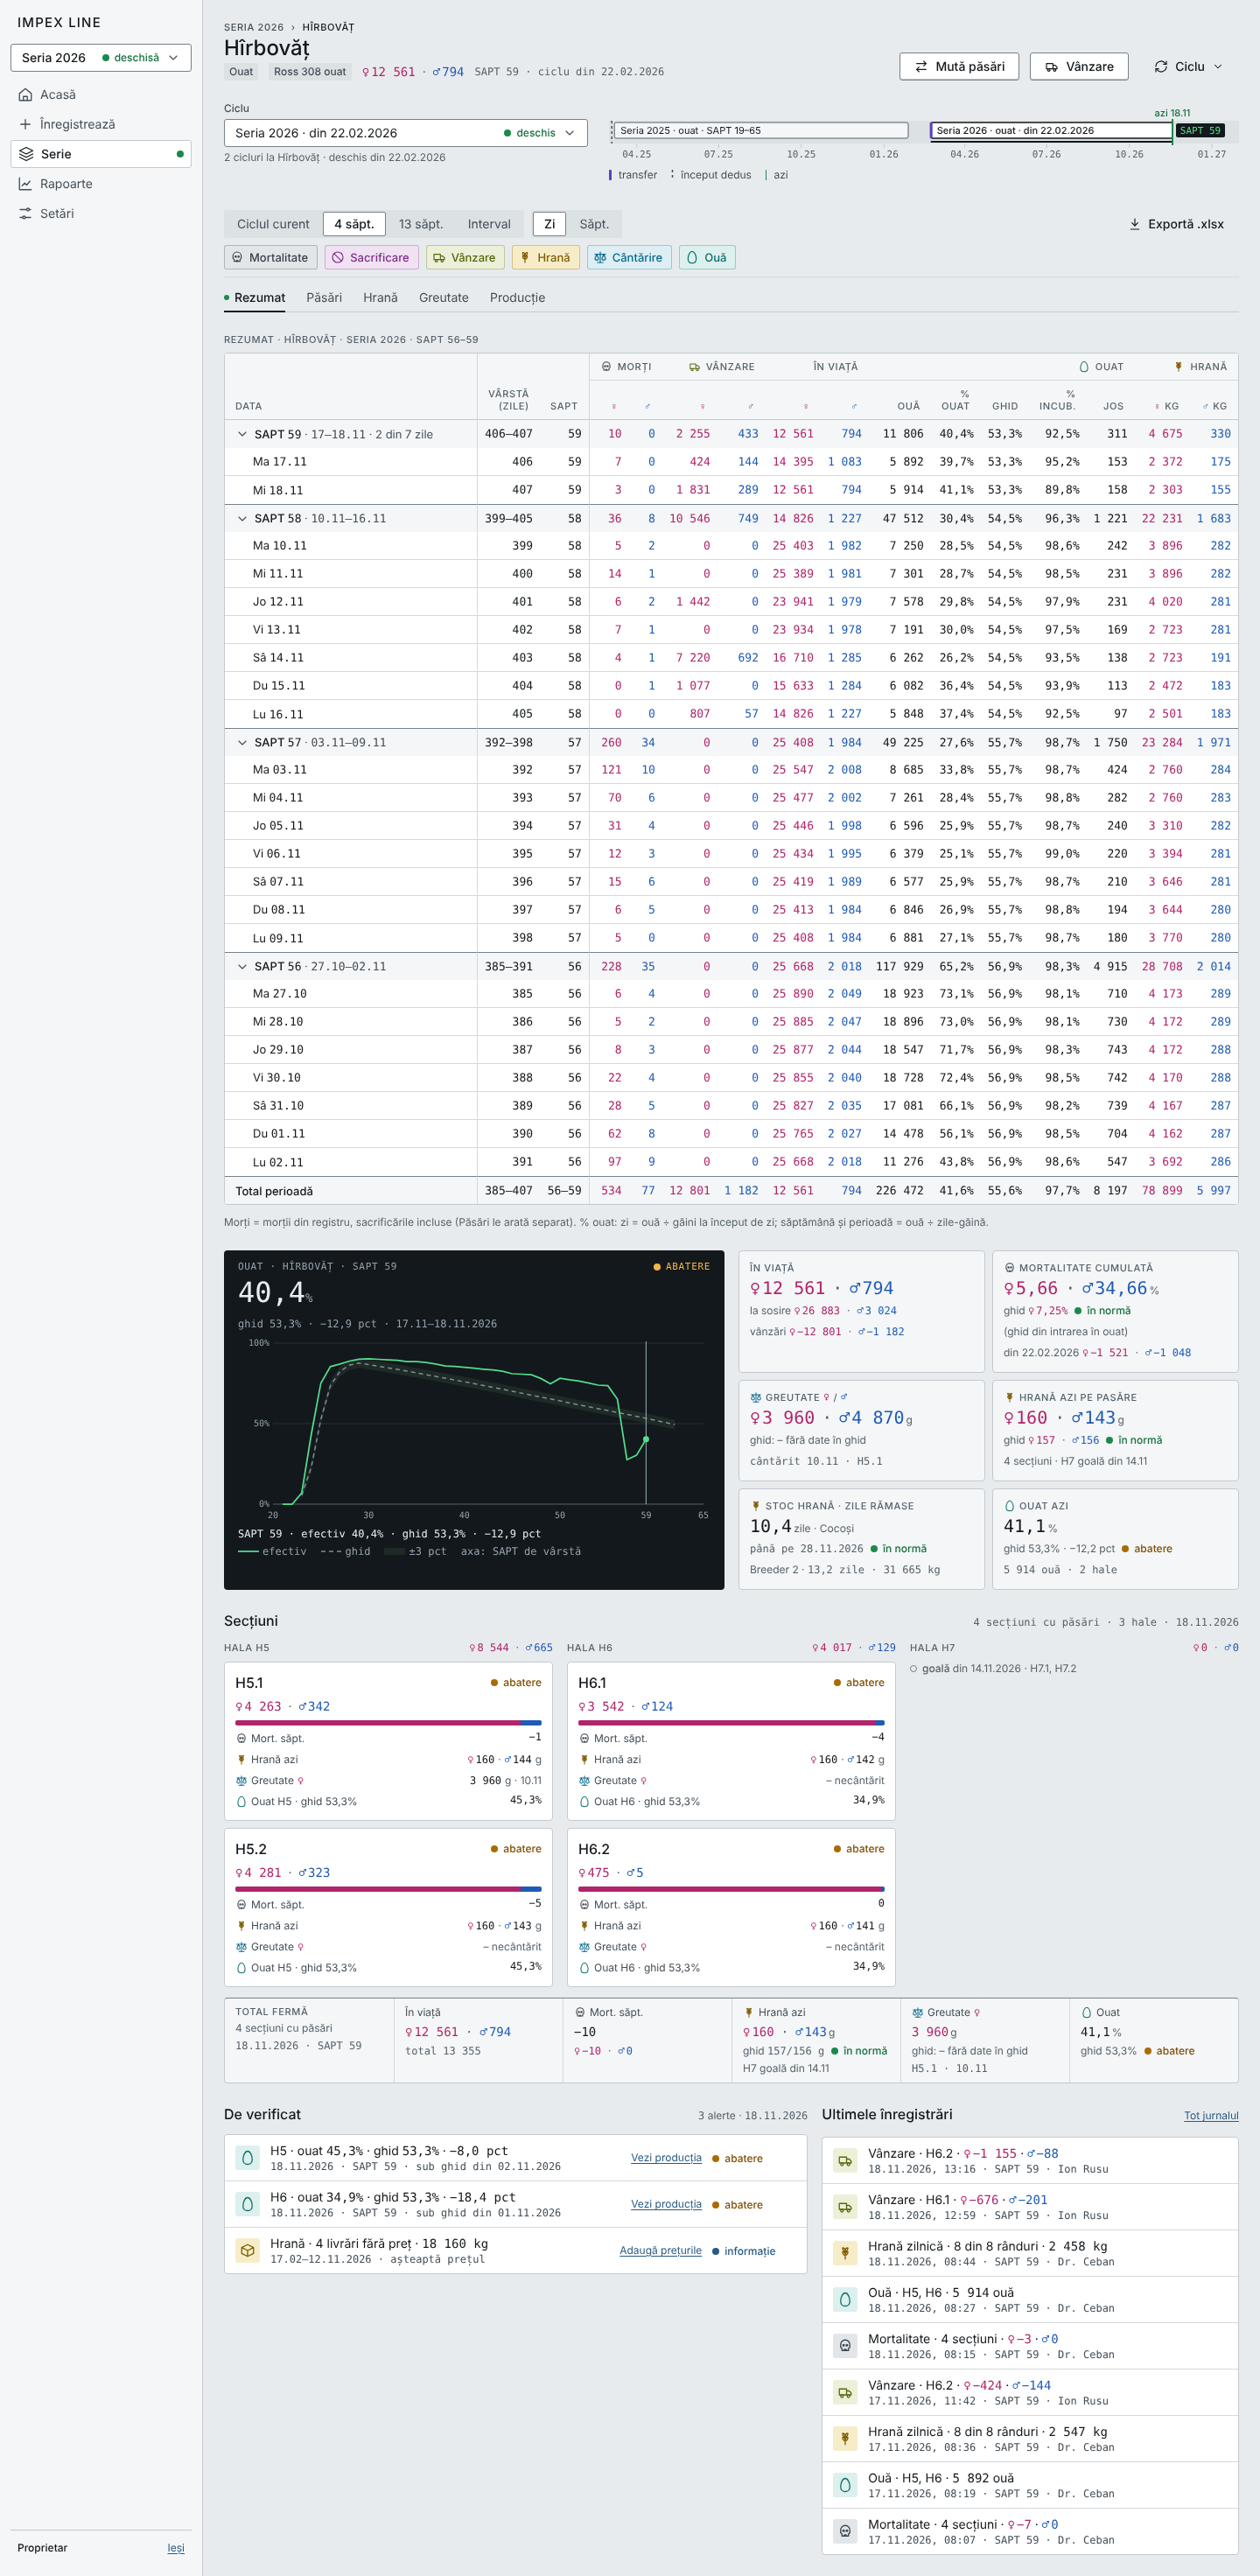 IMPEX LINE
Seria 2026 deschisă
Acasă
Înregistrează
Serie
Rapoarte
Setări
SERIA 2026 › HÎRBOVĂȚ
Hîrbovăț
Ouat Ross 308 ouat ♀12 561 · ♂794 SAPT 59 · ciclu din 22.02.2026
Mută păsări Vânzare Ciclu
Ciclu
Seria 2026 · din 22.02.2026 deschis
2 cicluri la Hîrbovăț · deschis din 22.02.2026
azi 18.11
Seria 2025 · ouat · SAPT 19–65 Seria 2026 · ouat · din 22.02.2026 SAPT 59
04.25 07.25 10.25 01.26 04.26 07.26 10.26 01.27
transfer început dedus azi
Ciclul curent 4 săpt. 13 săpt. Interval Zi Săpt. Exportă .xlsx
Mortalitate Sacrificare Vânzare Hrană Cântărire Ouă
Rezumat Păsări Hrană Greutate Producție
REZUMAT · HÎRBOVĂȚ · SERIA 2026 · SAPT 56–59
MORȚI VÂNZARE ÎN VIAȚĂ OUAT HRANĂ
DATA VÂRSTĂ (ZILE) SAPT ♀ ♂ ♀ ♂ ♀ ♂ OUĂ % OUAT GHID % INCUB. JOS ♀ KG ♂ KG
SAPT 59 · 17–18.11 · 2 din 7 zile 406–407 59 10 0 2 255 433 12 561 794 11 806 40,4% 53,3% 92,5% 311 4 675 330
Ma 17.11 406 59 7 0 424 144 14 395 1 083 5 892 39,7% 53,3% 95,2% 153 2 372 175
Mi 18.11 407 59 3 0 1 831 289 12 561 794 5 914 41,1% 53,3% 89,8% 158 2 303 155
SAPT 58 · 10.11–16.11 399–405 58 36 8 10 546 749 14 826 1 227 47 512 30,4% 54,5% 96,3% 1 221 22 231 1 683
Ma 10.11 399 58 5 2 0 0 25 403 1 982 7 250 28,5% 54,5% 98,6% 242 3 896 282
Mi 11.11 400 58 14 1 0 0 25 389 1 981 7 301 28,7% 54,5% 98,5% 231 3 896 282
Jo 12.11 401 58 6 2 1 442 0 23 941 1 979 7 578 29,8% 54,5% 97,9% 231 4 020 281
Vi 13.11 402 58 7 1 0 0 23 934 1 978 7 191 30,0% 54,5% 97,5% 169 2 723 281
Sâ 14.11 403 58 4 1 7 220 692 16 710 1 285 6 262 26,2% 54,5% 93,5% 138 2 723 191
Du 15.11 404 58 0 1 1 077 0 15 633 1 284 6 082 36,4% 54,5% 93,9% 113 2 472 183
Lu 16.11 405 58 0 0 807 57 14 826 1 227 5 848 37,4% 54,5% 92,5% 97 2 501 183
SAPT 57 · 03.11–09.11 392–398 57 260 34 0 0 25 408 1 984 49 225 27,6% 55,7% 98,7% 1 750 23 284 1 971
Ma 03.11 392 57 121 10 0 0 25 547 2 008 8 685 33,8% 55,7% 98,7% 424 2 760 284
Mi 04.11 393 57 70 6 0 0 25 477 2 002 7 261 28,4% 55,7% 98,8% 282 2 760 283
Jo 05.11 394 57 31 4 0 0 25 446 1 998 6 596 25,9% 55,7% 98,7% 240 3 310 282
Vi 06.11 395 57 12 3 0 0 25 434 1 995 6 379 25,1% 55,7% 99,0% 220 3 394 281
Sâ 07.11 396 57 15 6 0 0 25 419 1 989 6 577 25,9% 55,7% 98,7% 210 3 646 281
Du 08.11 397 57 6 5 0 0 25 413 1 984 6 846 26,9% 55,7% 98,8% 194 3 644 280
Lu 09.11 398 57 5 0 0 0 25 408 1 984 6 881 27,1% 55,7% 98,7% 180 3 770 280
SAPT 56 · 27.10–02.11 385–391 56 228 35 0 0 25 668 2 018 117 929 65,2% 56,9% 98,3% 4 915 28 708 2 014
Ma 27.10 385 56 6 4 0 0 25 890 2 049 18 923 73,1% 56,9% 98,1% 710 4 173 289
Mi 28.10 386 56 5 2 0 0 25 885 2 047 18 896 73,0% 56,9% 98,1% 730 4 172 289
Jo 29.10 387 56 8 3 0 0 25 877 2 044 18 547 71,7% 56,9% 98,3% 743 4 172 288
Vi 30.10 388 56 22 4 0 0 25 855 2 040 18 728 72,4% 56,9% 98,5% 742 4 170 288
Sâ 31.10 389 56 28 5 0 0 25 827 2 035 17 081 66,1% 56,9% 98,2% 739 4 167 287
Du 01.11 390 56 62 8 0 0 25 765 2 027 14 478 56,1% 56,9% 98,5% 704 4 162 287
Lu 02.11 391 56 97 9 0 0 25 668 2 018 11 276 43,8% 56,9% 98,6% 547 3 692 286
Total perioadă 385–407 56–59 534 77 12 801 1 182 12 561 794 226 472 41,6% 55,6% 97,7% 8 197 78 899 5 997
Morți = morții din registru, sacrificările incluse (Păsări le arată separat). % ouat: zi = ouă ÷ găini la început de zi; săptămână și perioadă = ouă ÷ zile-găină.
OUAT · HÎRBOVĂȚ · SAPT 59 ABATERE
40,4%
ghid 53,3% · −12,9 pct · 17.11–18.11.2026
100%
50%
0%
20 30 40 50 59 65
SAPT 59 · efectiv 40,4% · ghid 53,3% · −12,9 pct
efectiv ghid ±3 pct axa: SAPT de vârstă
ÎN VIAȚĂ
♀12 561 · ♂794
la sosire ♀26 883 · ♂3 024
vânzări ♀−12 801 · ♂−1 182
MORTALITATE CUMULATĂ
♀5,66 · ♂34,66%
ghid ♀7,25% în normă
(ghid din intrarea în ouat)
din 22.02.2026 ♀−1 521 · ♂−1 048
GREUTATE ♀ / ♂
♀3 960 · ♂4 870g
ghid: – fără date în ghid
cântărit 10.11 · H5.1
HRANĂ AZI PE PASĂRE
♀160 · ♂143g
ghid ♀157 · ♂156 în normă
4 secțiuni · H7 goală din 14.11
STOC HRANĂ · ZILE RĂMASE
10,4 zile · Cocoși
până pe 28.11.2026 în normă
Breeder 2 · 13,2 zile · 31 665 kg
OUAT AZI
41,1%
ghid 53,3% · −12,2 pct abatere
5 914 ouă · 2 hale
Secțiuni 4 secțiuni cu păsări · 3 hale · 18.11.2026
HALA H5 ♀8 544 · ♂665
H5.1 abatere
♀4 263 · ♂342
Mort. săpt. −1
Hrană azi ♀160 · ♂144 g
Greutate ♀ 3 960 g · 10.11
Ouat H5 · ghid 53,3% 45,3%
H5.2 abatere
♀4 281 · ♂323
Mort. săpt. −5
Hrană azi ♀160 · ♂143 g
Greutate ♀ – necântărit
Ouat H5 · ghid 53,3% 45,3%
HALA H6 ♀4 017 · ♂129
H6.1 abatere
♀3 542 · ♂124
Mort. săpt. −4
Hrană azi ♀160 · ♂142 g
Greutate ♀ – necântărit
Ouat H6 · ghid 53,3% 34,9%
H6.2 abatere
♀475 · ♂5
Mort. săpt. 0
Hrană azi ♀160 · ♂141 g
Greutate ♀ – necântărit
Ouat H6 · ghid 53,3% 34,9%
HALA H7 ♀0 · ♂0
goală din 14.11.2026 · H7.1, H7.2
TOTAL FERMĂ
4 secțiuni cu păsări
18.11.2026 · SAPT 59
În viață
♀12 561 · ♂794
total 13 355
Mort. săpt.
−10
♀−10 · ♂0
Hrană azi
♀160 · ♂143g
ghid 157/156 g în normă
H7 goală din 14.11
Greutate ♀
3 960g
ghid: – fără date în ghid
H5.1 · 10.11
Ouat
41,1%
ghid 53,3% abatere
De verificat 3 alerte · 18.11.2026
H5 · ouat 45,3% · ghid 53,3% · −8,0 pct
18.11.2026 · SAPT 59 · sub ghid din 02.11.2026
Vezi producția abatere
H6 · ouat 34,9% · ghid 53,3% · −18,4 pct
18.11.2026 · SAPT 59 · sub ghid din 01.11.2026
Vezi producția abatere
Hrană · 4 livrări fără preț · 18 160 kg
17.02–12.11.2026 · așteaptă prețul
Adaugă prețurile informație
Ultimele înregistrări Tot jurnalul
Vânzare · H6.2 · ♀−1 155 · ♂−88
18.11.2026, 13:16 · SAPT 59 · Ion Rusu
Vânzare · H6.1 · ♀−676 · ♂−201
18.11.2026, 12:59 · SAPT 59 · Ion Rusu
Hrană zilnică · 8 din 8 rânduri · 2 458 kg
18.11.2026, 08:44 · SAPT 59 · Dr. Ceban
Ouă · H5, H6 · 5 914 ouă
18.11.2026, 08:27 · SAPT 59 · Dr. Ceban
Mortalitate · 4 secțiuni · ♀−3 · ♂0
18.11.2026, 08:15 · SAPT 59 · Dr. Ceban
Vânzare · H6.2 · ♀−424 · ♂−144
17.11.2026, 11:42 · SAPT 59 · Ion Rusu
Hrană zilnică · 8 din 8 rânduri · 2 547 kg
17.11.2026, 08:36 · SAPT 59 · Dr. Ceban
Ouă · H5, H6 · 5 892 ouă
17.11.2026, 08:19 · SAPT 59 · Dr. Ceban
Mortalitate · 4 secțiuni · ♀−7 · ♂0
17.11.2026, 08:07 · SAPT 59 · Dr. Ceban
Proprietar Ieși